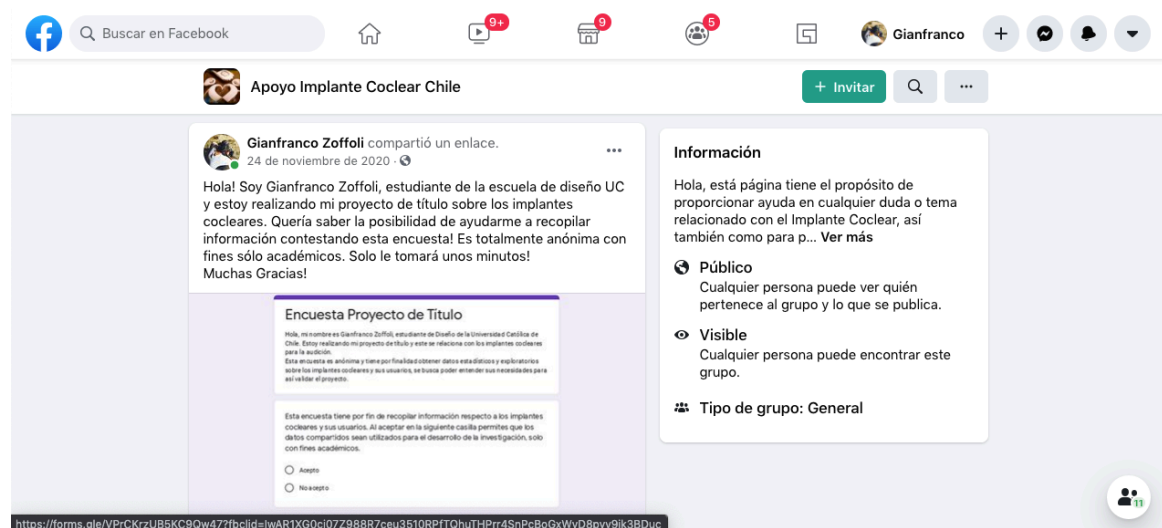 Buscar en Facebook
9+
9
5
Gianfranco
Apoyo Implante Coclear Chile
+ Invitar
Gianfranco Zoffoli compartió un enlace.
24 de noviembre de 2020 ·
Hola! Soy Gianfranco Zoffoli, estudiante de la escuela de diseño UC
y estoy realizando mi proyecto de título sobre los implantes
cocleares. Quería saber la posibilidad de ayudarme a recopilar
información contestando esta encuesta! Es totalmente anónima con
fines sólo académicos. Solo le tomará unos minutos!
Muchas Gracias!
Encuesta Proyecto de Título
Hola, mi nombre es Gianfranco Zoffoli, estudiante de Diseño de la Universidad Católica de
Chile. Estoy realizando mi proyecto de título y este se relaciona con los implantes cocleares
para la audición.
Esta encuesta es anónima y tiene por finalidad obtener datos estadísticos y exploratorios
sobre los implantes cocleares y sus usuarios, se busca poder entender sus necesidades para
así validar el proyecto.
Esta encuesta tiene por fin de recopilar información respecto a los implantes
cocleares y sus usuarios. Al aceptar en la siguiente casilla permites que los
datos compartidos sean utilizados para el desarrollo de la investigación, solo
con fines académicos.
Acepto
No acepto
Información
Hola, está página tiene el propósito de
proporcionar ayuda en cualquier duda o tema
relacionado con el Implante Coclear, así
también como para p... Ver más
Público
Cualquier persona puede ver quién
pertenece al grupo y lo que se publica.
Visible
Cualquier persona puede encontrar este
grupo.
Tipo de grupo: General
11